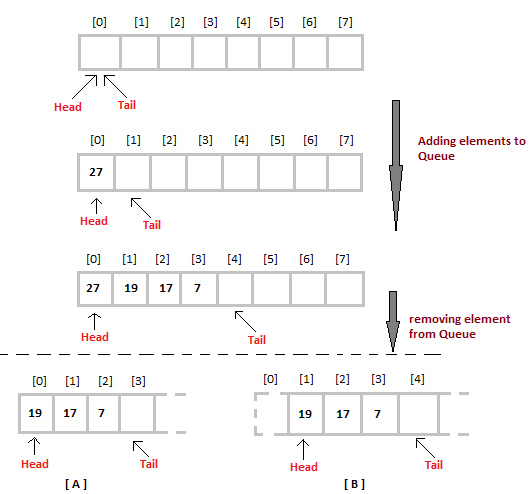 [0] [1] [2] [3] [4] [5] [6] [7]
Head Tail
Adding elements to
Queue
[0] [1] [2] [3] [4] [5] [6] [7]
27
Head Tail
[0] [1] [2] [3] [4] [5] [6] [7]
27 19 17 7
Head Tail
removing element
from Queue
[0] [1] [2] [3]
19 17 7
Head Tail
[ A ]
[0] [1] [2] [3] [4]
19 17 7
Head Tail
[ B ]